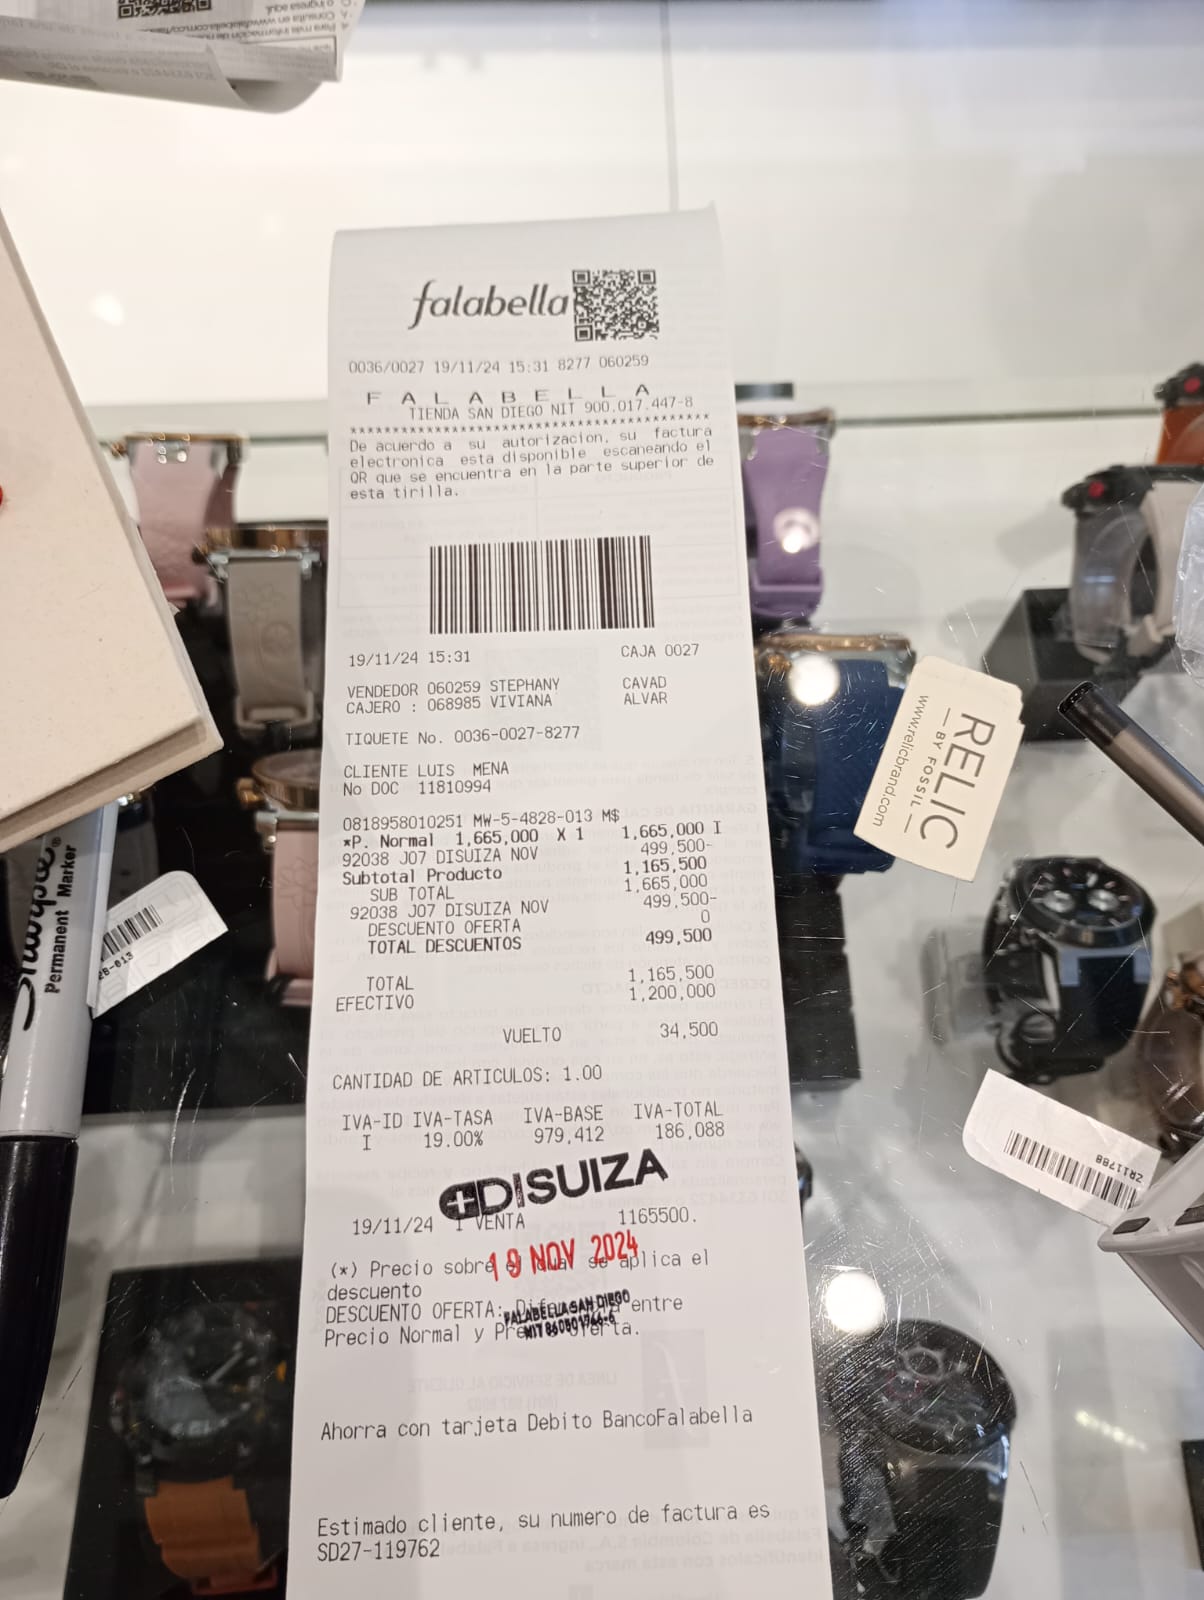 falabella
0036/0027 19/11/24 15:31 8277 060259
F A L A B E L L A
TIENDA SAN DIEGO NIT 900.017.447-8
****************************************
De acuerdo a su autorizacion, su factura
electronica esta disponible escaneando el
QR que se encuentra en la parte superior de
esta tirilla.
19/11/24 15:31 CAJA 0027
VENDEDOR 060259 STEPHANY CAVAD
CAJERO : 068985 VIVIANA ALVAR
TIQUETE No. 0036-0027-8277
CLIENTE LUIS MENA
No DOC 11810994
0818958010251 MW-5-4828-013 M$
*P. Normal 1,665,000 X 1 1,665,000 I
92038 J07 DISUIZA NOV 499,500-
Subtotal Producto 1,165,500
SUB TOTAL 1,665,000
92038 J07 DISUIZA NOV 499,500-
DESCUENTO OFERTA 0
TOTAL DESCUENTOS 499,500
TOTAL 1,165,500
EFECTIVO 1,200,000
VUELTO 34,500
CANTIDAD DE ARTICULOS: 1.00
IVA-ID IVA-TASA IVA-BASE IVA-TOTAL
I 19.00% 979,412 186,088
DISUIZA
19/11/24 1 VENTA 1165500.
19 NOV 2024
(*) Precio sobre el cual se aplica el
descuento
DESCUENTO OFERTA: Diferencia entre
FALABELLA SAN DIEGO
Precio Normal y Precio Oferta.
Ahorra con tarjeta Debito BancoFalabella
Estimado cliente, su numero de factura es
SD27-119762
RELIC
BY FOSSIL
www.relicbrand.com
Sharpie
Permanent Marker
28-013
ZR11788